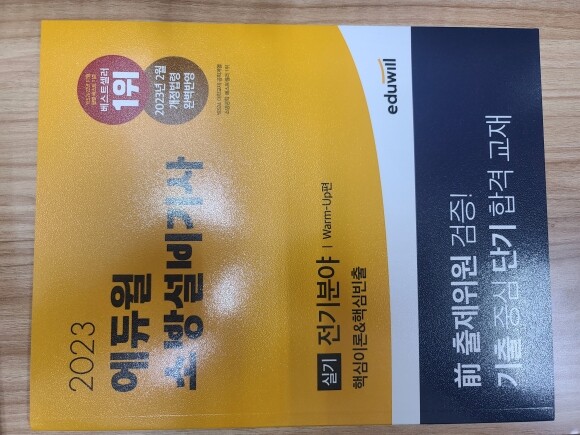 베스트셀러
1위
2023년 2월
개정법령
완벽반영
eduwill
2023
에듀윌
소방설비기사
실기 전기분야 | Warm-Up편
핵심이론&핵심빈출
前 출제위원 검증!
기출 중심 단기 합격 교재